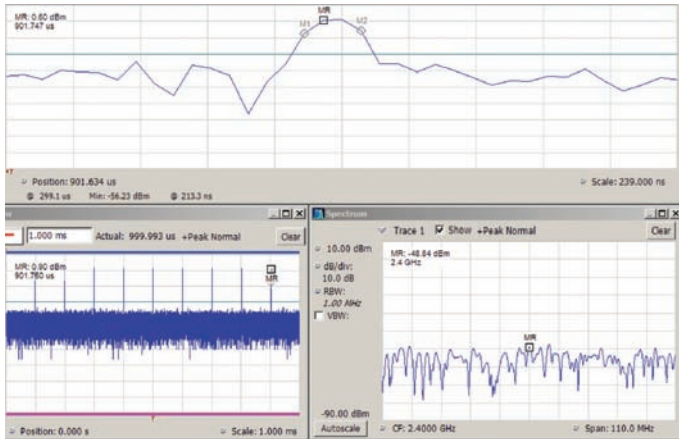 MR: 0.60 dBm
901.747 us
MR
M1
M2
Position: 901.634 us
Scale: 239.000 ns
299.1 us Min: -56.23 dBm 213.3 ns
1.000 ms Actual: 999.993 us +Peak Normal Clear
MR: 0.90 dBm
901.760 us
MR
Position: 0.000 s
Scale: 1.000 ms
Spectrum
Trace 1 Show +Peak Normal Clear
10.00 dBm
dB/div:
10.0 dB
RBW:
1.00 MHz
VBW:
-90.00 dBm
Autoscale
MR: -48.84 dBm
2.4 GHz
MR
CF: 2.4000 GHz
Span: 110.0 MHz